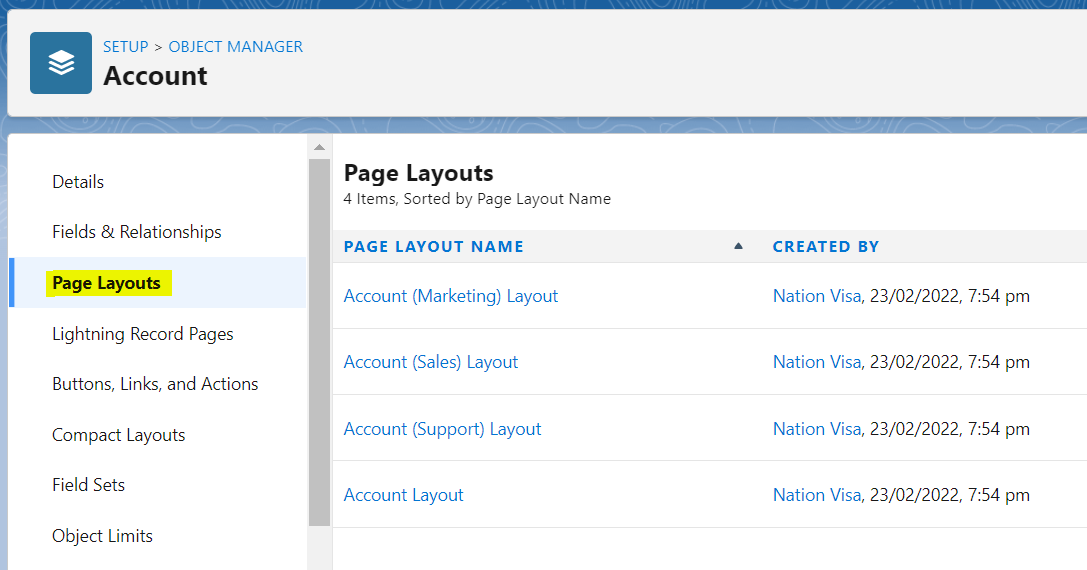 SETUP > OBJECT MANAGER
Account
Details
Fields & Relationships
Page Layouts
Lightning Record Pages
Buttons, Links, and Actions
Compact Layouts
Field Sets
Object Limits
Page Layouts
4 Items, Sorted by Page Layout Name
PAGE LAYOUT NAME CREATED BY
Account (Marketing) Layout Nation Visa, 23/02/2022, 7:54 pm
Account (Sales) Layout Nation Visa, 23/02/2022, 7:54 pm
Account (Support) Layout Nation Visa, 23/02/2022, 7:54 pm
Account Layout Nation Visa, 23/02/2022, 7:54 pm